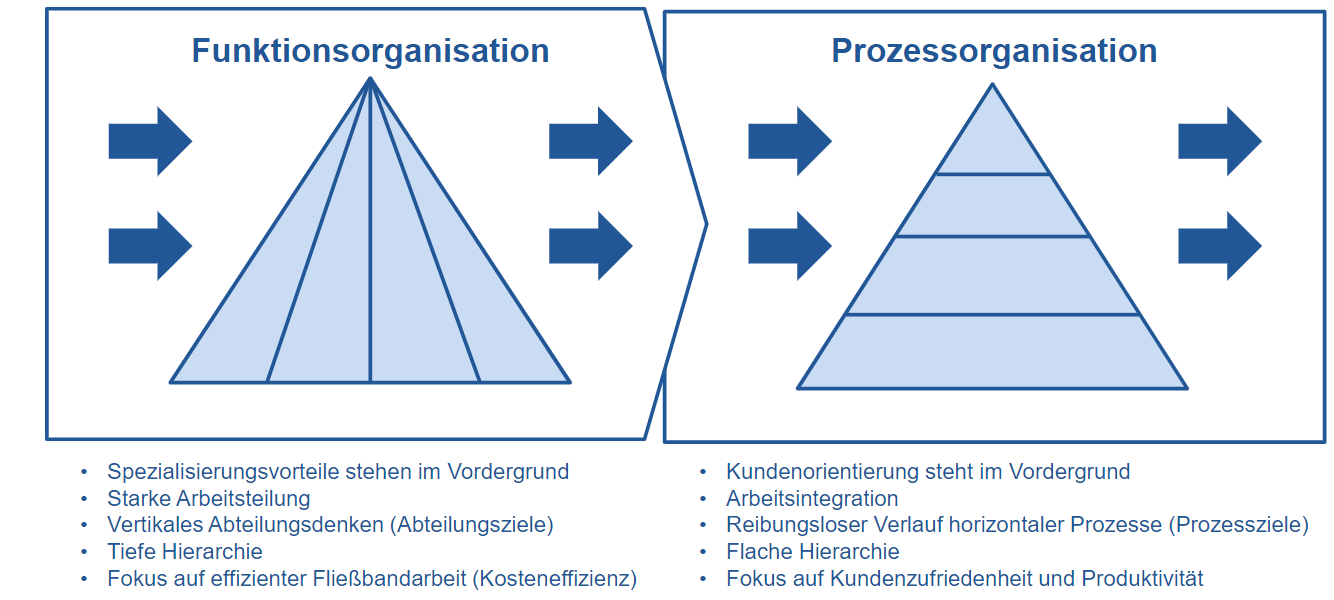 Funktionsorganisation
• Spezialisierungsvorteile stehen im Vordergrund
• Starke Arbeitsteilung
• Vertikales Abteilungsdenken (Abteilungsziele)
• Tiefe Hierarchie
• Fokus auf effizienter Fließbandarbeit (Kosteneffizienz)
Prozessorganisation
• Kundenorientierung steht im Vordergrund
• Arbeitsintegration
• Reibungsloser Verlauf horizontaler Prozesse (Prozessziele)
• Flache Hierarchie
• Fokus auf Kundenzufriedenheit und Produktivität